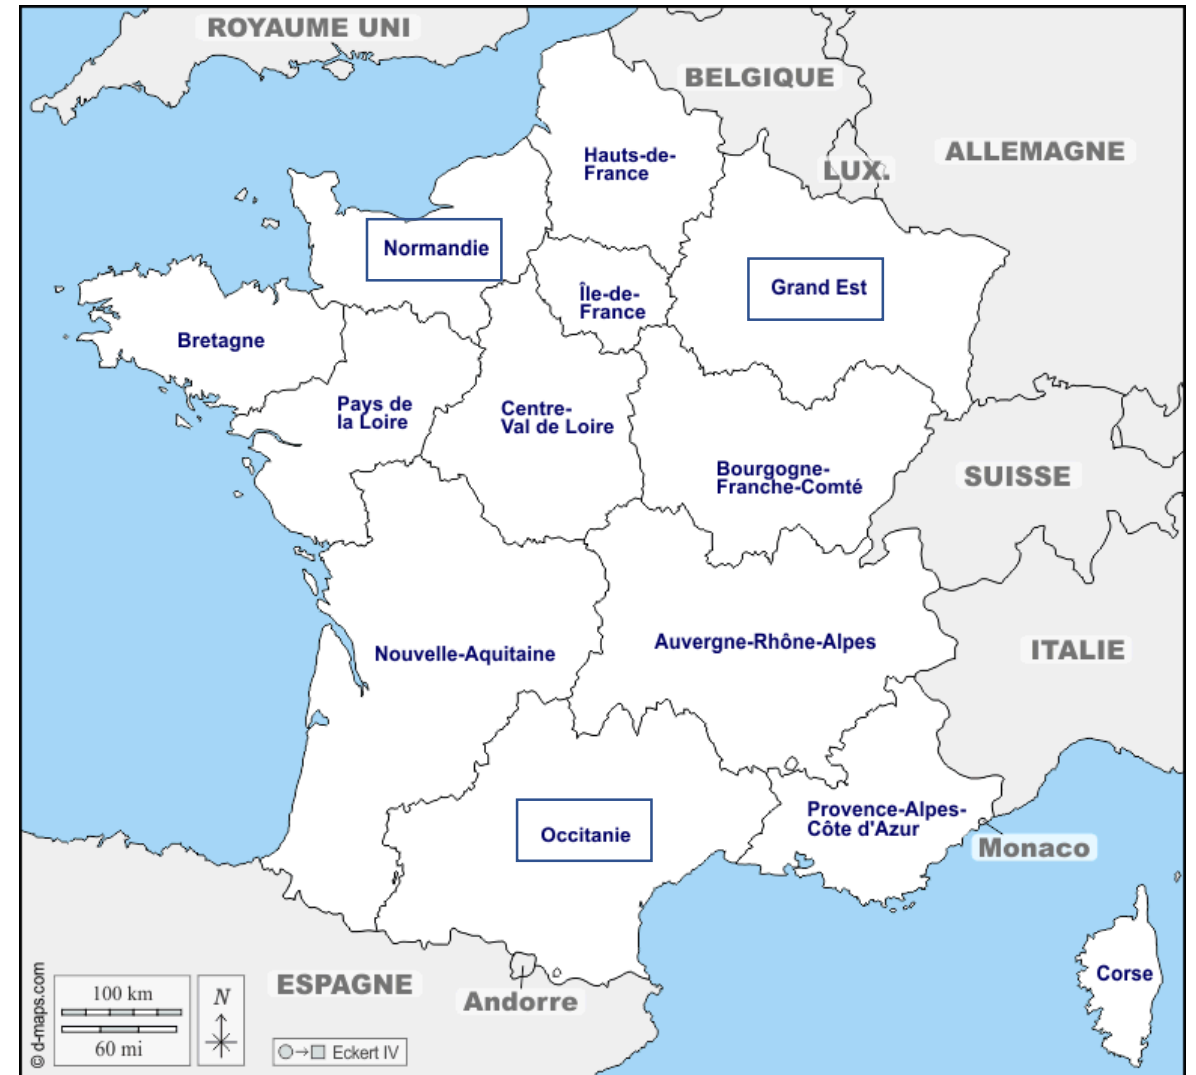 ROYAUME UNI
BELGIQUE
ALLEMAGNE
LUX.
Hauts-de-
France
Normandie
Grand Est
Île-de-
France
Bretagne
Pays de
la Loire
Centre-
Val de Loire
Bourgogne-
Franche-Comté
SUISSE
Nouvelle-Aquitaine
Auvergne-Rhône-Alpes
ITALIE
Occitanie
Provence-Alpes-
Côte d'Azur
Monaco
Corse
ESPAGNE
Andorre
© d-maps.com
100 km
60 mi
N
Eckert IV